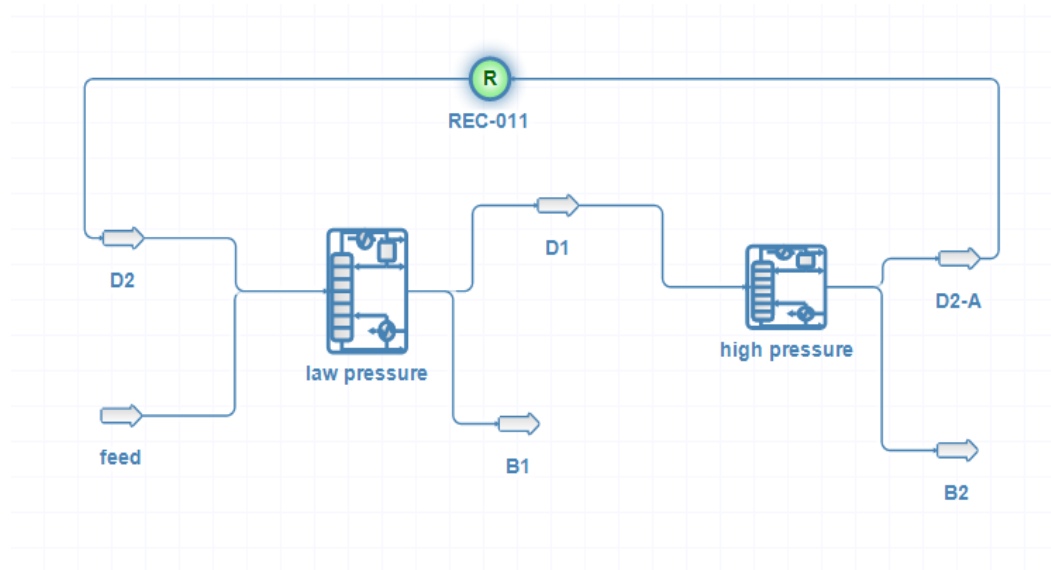 R
REC-011
D2
D1
D2-A
law pressure
high pressure
feed
B1
B2